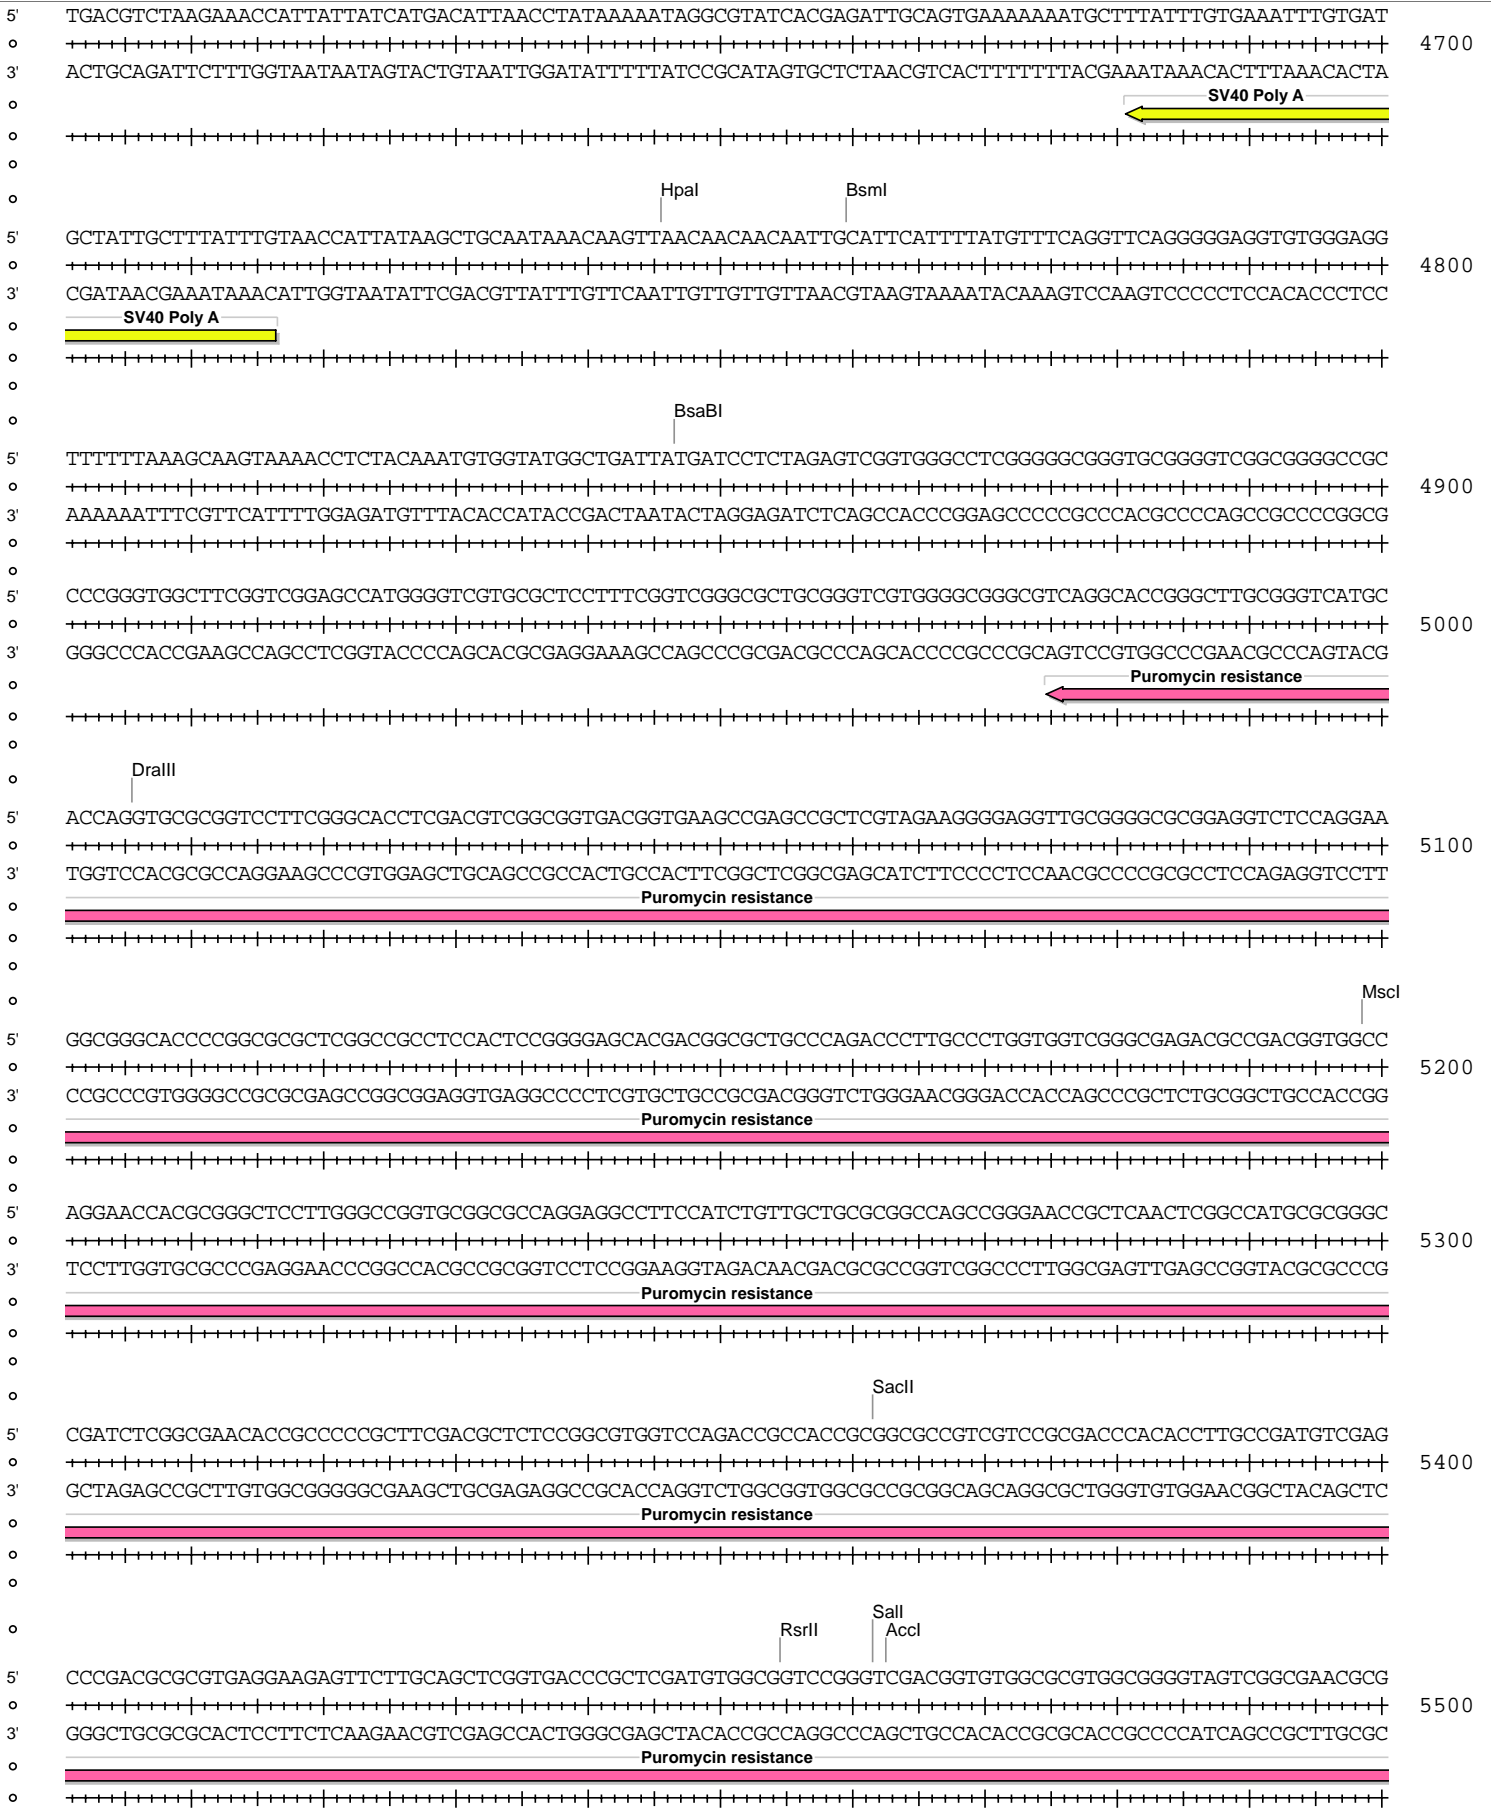 5' TGACGTCTAAGAAACCATTATTATCATGACATTAACCTATAAAAATAGGCGTATCACGAGATTGCAGTGAAAAAAATGCTTTATTTGTGAAATTTGTGAT
4700
3' ACTGCAGATTCTTTGGTAATAATAGTACTGTAATTGGATATTTTTATCCGCATAGTGCTCTAACGTCACTTTTTTTACGAAATAAACACTTTAAACACTA
SV40 Poly A
HpaI BsmI
5' GCTATTGCTTTATTTGTAACCATTATAAGCTGCAATAAACAAGTTAACAACAACAATTGCATTCATTTTATGTTTCAGGTTCAGGGGGAGGTGTGGGAGG
4800
3' CGATAACGAAATAAACATTGGTAATATTCGACGTTATTTGTTCAATTGTTGTTGTTAACGTAAGTAAAATACAAAGTCCAAGTCCCCCTCCACACCCTCC
SV40 Poly A
BsaBI
5' TTTTTTAAAGCAAGTAAAACCTCTACAAATGTGGTATGGCTGATTATGATCCTCTAGAGTCGGTGGGCCTCGGGGGCGGGTGCGGGGTCGGCGGGGCCGC
4900
3' AAAAAATTTCGTTCATTTTGGAGATGTTTACACCATACCGACTAATACTAGGAGATCTCAGCCACCCGGAGCCCCCGCCCACGCCCCAGCCGCCCCGGCG
5' CCCGGGTGGCTTCGGTCGGAGCCATGGGGTCGTGCGCTCCTTTCGGTCGGGCGCTGCGGGTCGTGGGGCGGGCGTCAGGCACCGGGCTTGCGGGTCATGC
5000
3' GGGCCCACCGAAGCCAGCCTCGGTACCCCAGCACGCGAGGAAAGCCAGCCCGCGACGCCCAGCACCCCGCCCGCAGTCCGTGGCCCGAACGCCCAGTACG
Puromycin resistance
DraIII
5' ACCAGGTGCGCGGTCCTTCGGGCACCTCGACGTCGGCGGTGACGGTGAAGCCGAGCCGCTCGTAGAAGGGGAGGTTGCGGGGCGCGGAGGTCTCCAGGAA
5100
3' TGGTCCACGCGCCAGGAAGCCCGTGGAGCTGCAGCCGCCACTGCCACTTCGGCTCGGCGAGCATCTTCCCCTCCAACGCCCCGCGCCTCCAGAGGTCCTT
Puromycin resistance
MscI
5' GGCGGGCACCCCGGCGCGCTCGGCCGCCTCCACTCCGGGGAGCACGACGGCGCTGCCCAGACCCTTGCCCTGGTGGTCGGGCGAGACGCCGACGGTGGCC
5200
3' CCGCCCGTGGGGCCGCGCGAGCCGGCGGAGGTGAGGCCCCTCGTGCTGCCGCGACGGGTCTGGGAACGGGACCACCAGCCCGCTCTGCGGCTGCCACCGG
Puromycin resistance
5' AGGAACCACGCGGGCTCCTTGGGCCGGTGCGGCGCCAGGAGGCCTTCCATCTGTTGCTGCGCGGCCAGCCGGGAACCGCTCAACTCGGCCATGCGCGGGC
5300
3' TCCTTGGTGCGCCCGAGGAACCCGGCCACGCCGCGGTCCTCCGGAAGGTAGACAACGACGCGCCGGTCGGCCCTTGGCGAGTTGAGCCGGTACGCGCCCG
Puromycin resistance
SacII
5' CGATCTCGGCGAACACCGCCCCCGCTTCGACGCTCTCCGGCGTGGTCCAGACCGCCACCGCGGCGCCGTCGTCCGCGACCCACACCTTGCCGATGTCGAG
5400
3' GCTAGAGCCGCTTGTGGCGGGGGCGAAGCTGCGAGAGGCCGCACCAGGTCTGGCGGTGGCGCCGCGGCAGCAGGCGCTGGGTGTGGAACGGCTACAGCTC
Puromycin resistance
SalI
RsrII AccI
5' CCCGACGCGCGTGAGGAAGAGTTCTTGCAGCTCGGTGACCCGCTCGATGTGGCGGTCCGGGTCGACGGTGTGGCGCGTGGCGGGGTAGTCGGCGAACGCG
5500
3' GGGCTGCGCGCACTCCTTCTCAAGAACGTCGAGCCACTGGGCGAGCTACACCGCCAGGCCCAGCTGCCACACCGCGCACCGCCCCATCAGCCGCTTGCGC
Puromycin resistance